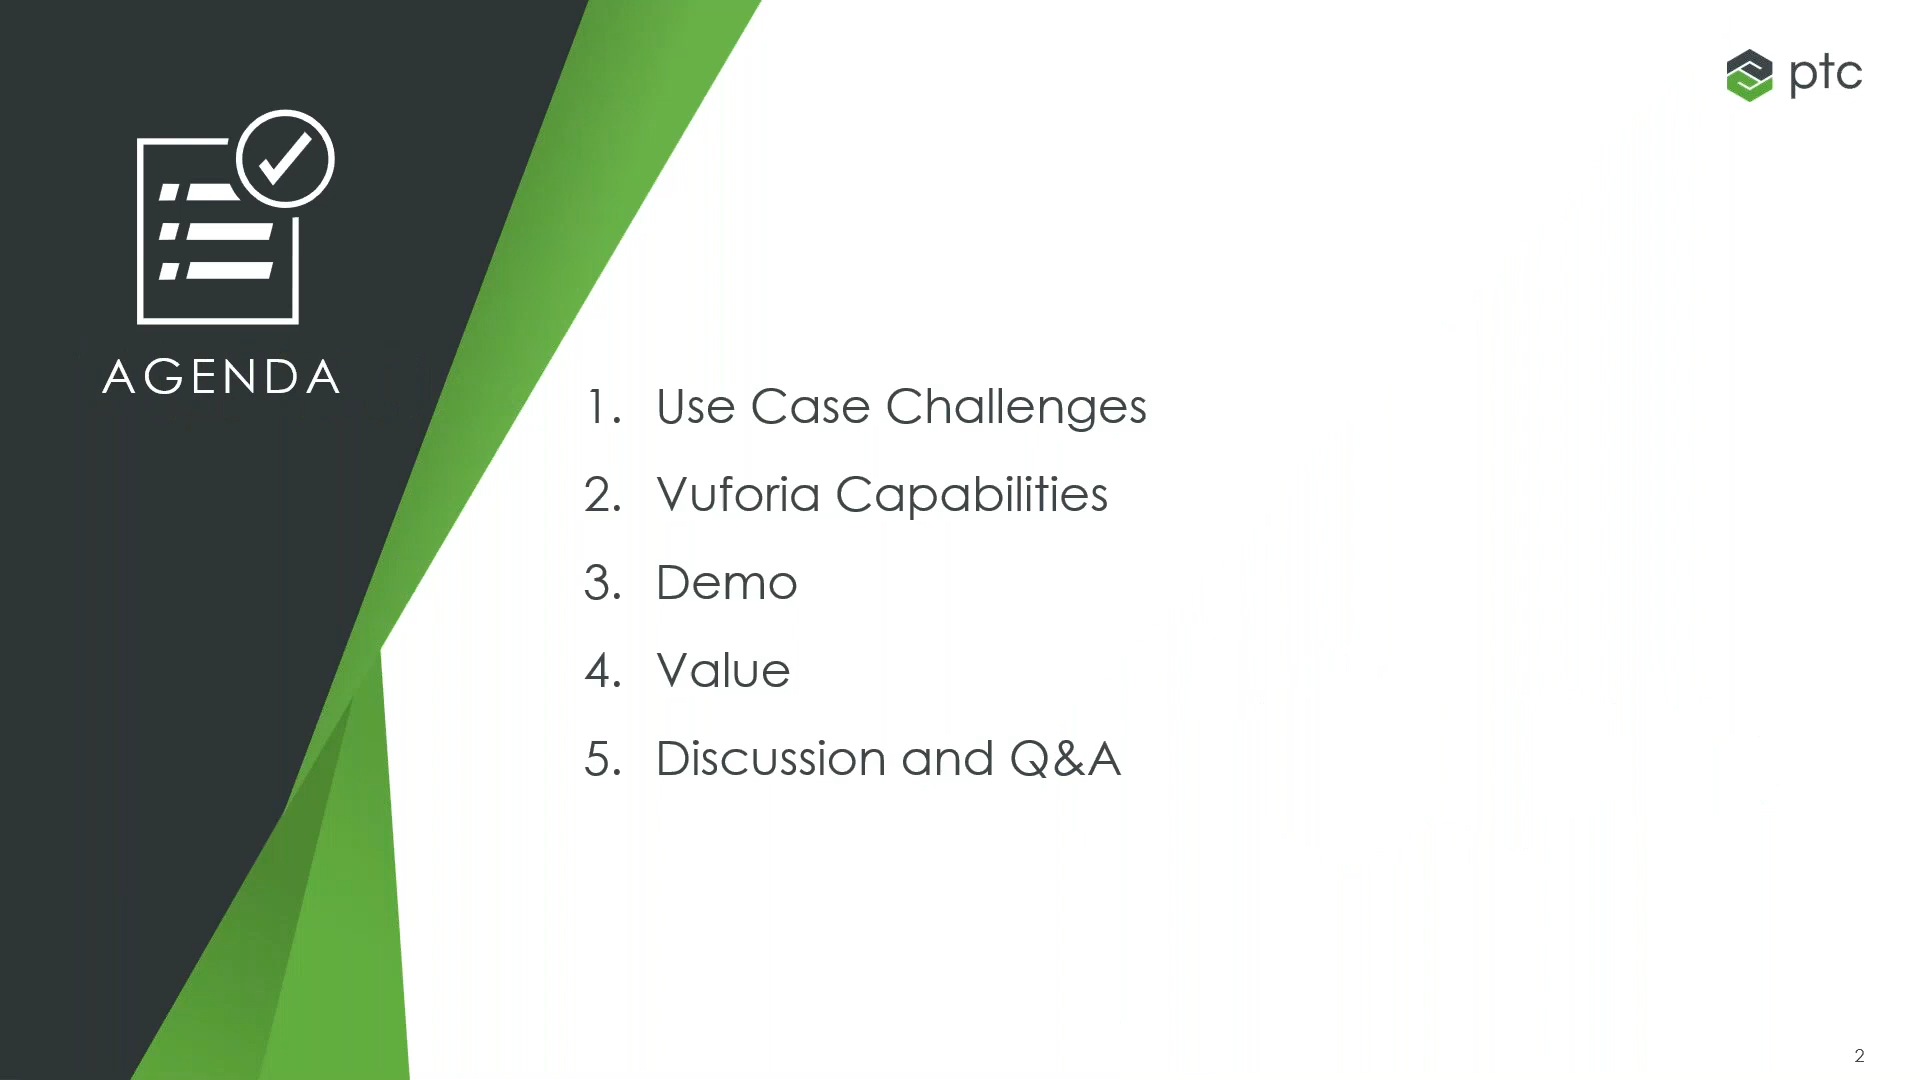 ptc
AGENDA
1. Use Case Challenges
2. Vuforia Capabilities
3. Demo
4. Value
5. Discussion and Q&A
2